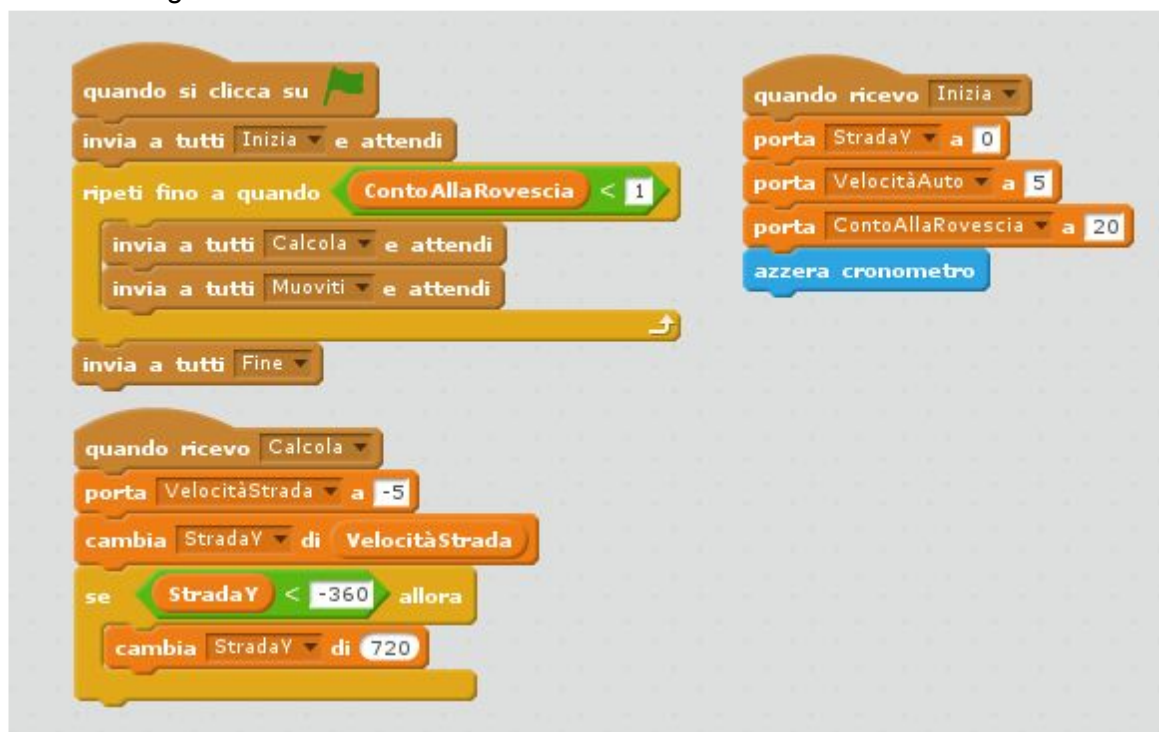 quando si clicca su
invia a tutti Inizia e attendi
ripeti fino a quando ContoAllaRovescia < 1
invia a tutti Calcola e attendi
invia a tutti Muoviti e attendi
invia a tutti Fine
quando ricevo Calcola
porta VelocitàStrada a -5
cambia StradaY di VelocitàStrada
se StradaY < -360 allora
cambia StradaY di 720
quando ricevo Inizia
porta StradaY a 0
porta VelocitàAuto a 5
porta ContoAllaRovescia a 20
azzera cronometro